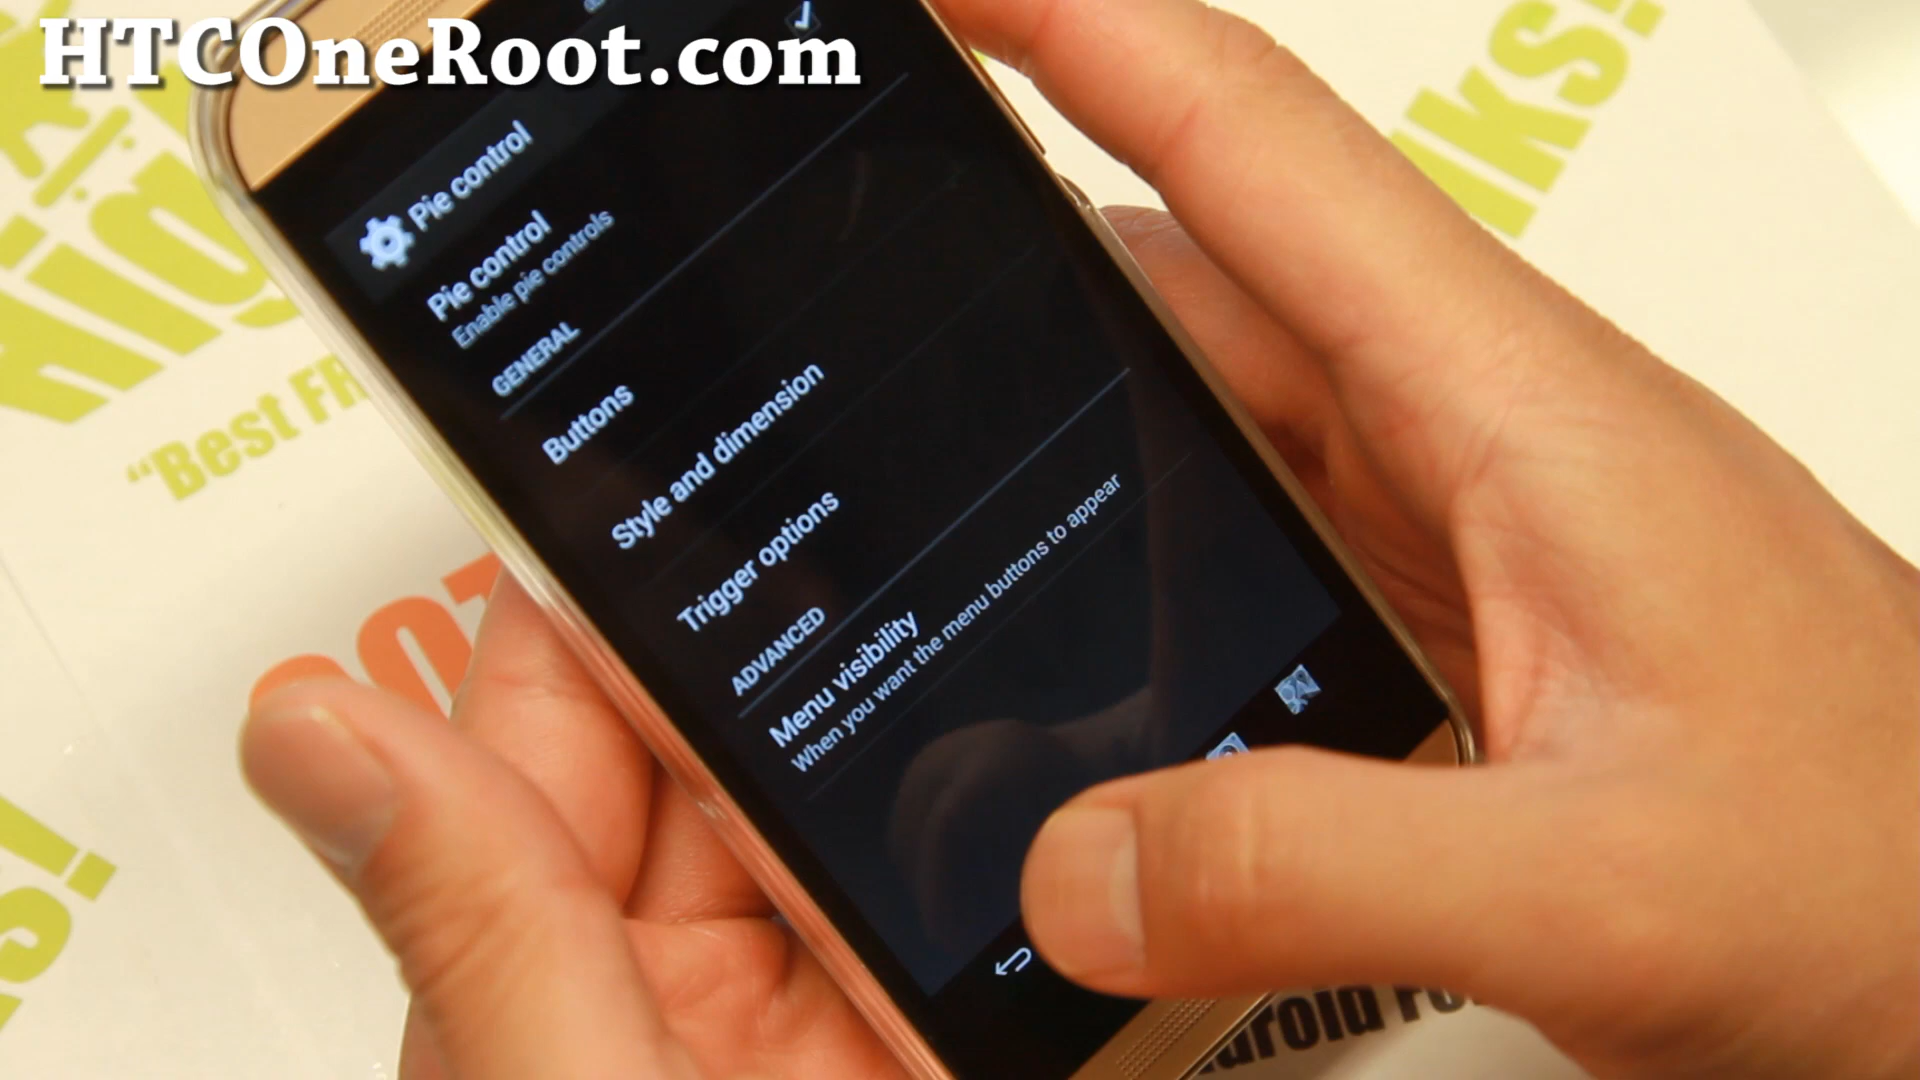 HTCOneRoot.com
Pie control
Pie control
Enable pie controls
GENERAL
Buttons
Style and dimension
Trigger options
ADVANCED
Menu visibility
When you want the menu buttons to appear
"Best